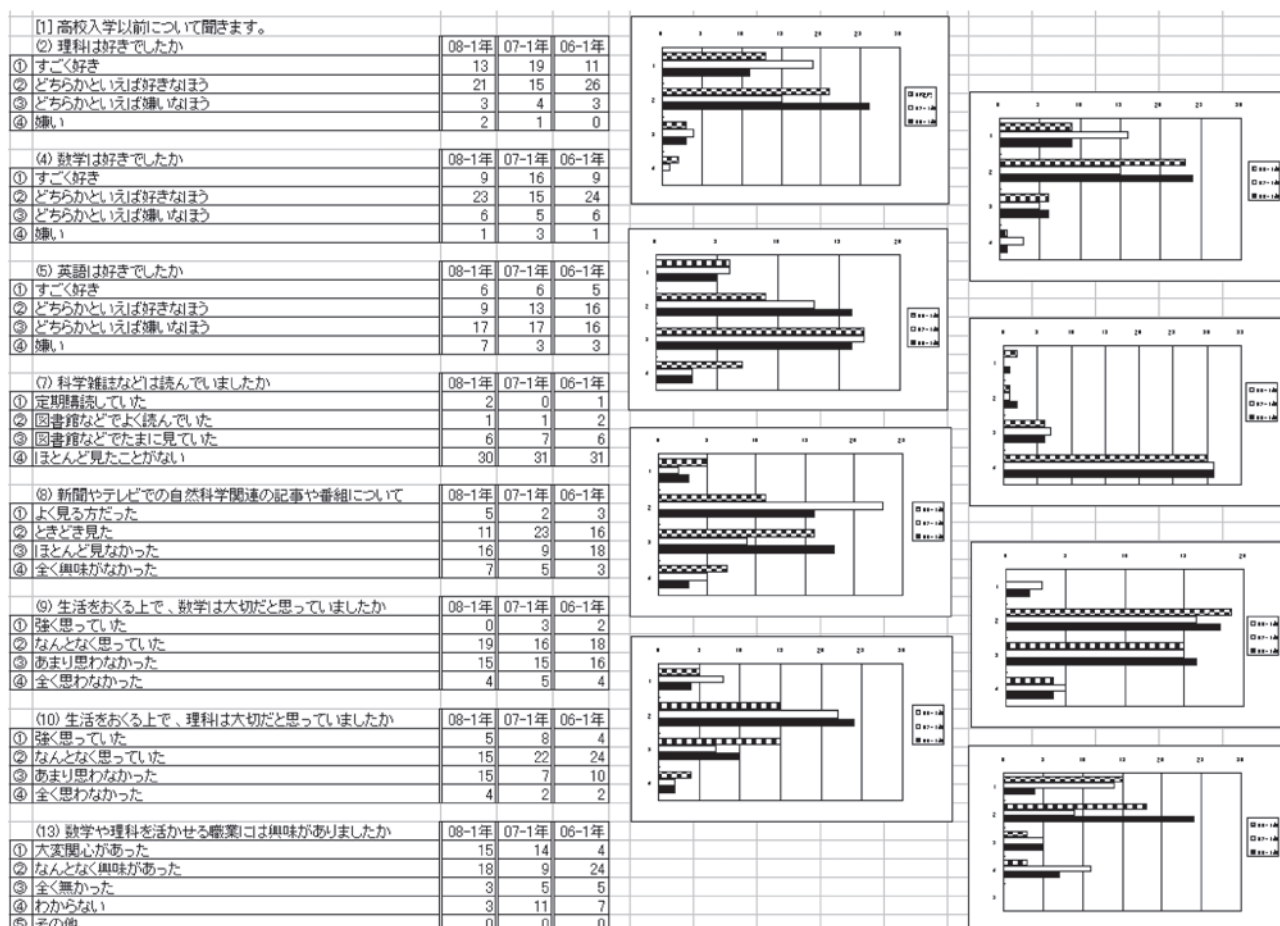 [1] 高校入学以前について聞きます。
(2) 理科は好きでしたか 08-1年 07-1年 06-1年
① すごく好き 13 19 11
② どちらかといえば好きなほう 21 15 26
③ どちらかといえば嫌いなほう 3 4 3
④ 嫌い 2 1 0
(4) 数学は好きでしたか 08-1年 07-1年 06-1年
① すごく好き 9 16 9
② どちらかといえば好きなほう 23 15 24
③ どちらかといえば嫌いなほう 6 5 6
④ 嫌い 1 3 1
(5) 英語は好きでしたか 08-1年 07-1年 06-1年
① すごく好き 6 6 5
② どちらかといえば好きなほう 9 13 16
③ どちらかといえば嫌いなほう 17 17 16
④ 嫌い 7 3 3
(7) 科学雑誌などは読んでいましたか 08-1年 07-1年 06-1年
① 定期購読していた 2 0 1
② 図書館などでよく読んでいた 1 1 2
③ 図書館などでたまに見ていた 6 7 6
④ ほとんど見たことがない 30 31 31
(8) 新聞やテレビでの自然科学関連の記事や番組について 08-1年 07-1年 06-1年
① よく見る方だった 5 2 3
② ときどき見た 11 23 16
③ ほとんど見なかった 16 9 18
④ 全く興味がなかった 7 5 3
(9) 生活をおくる上で、数学は大切だと思っていましたか 08-1年 07-1年 06-1年
① 強く思っていた 0 3 2
② なんとなく思っていた 19 16 18
③ あまり思わなかった 15 15 16
④ 全く思わなかった 4 5 4
(10) 生活をおくる上で、理科は大切だと思っていましたか 08-1年 07-1年 06-1年
① 強く思っていた 5 8 4
② なんとなく思っていた 15 22 24
③ あまり思わなかった 15 7 10
④ 全く思わなかった 4 2 2
(13) 数学や理科を活かせる職業には興味がありましたか 08-1年 07-1年 06-1年
① 大変関心があった 15 14 4
② なんとなく興味があった 18 9 24
③ 全く無かった 3 5 5
④ わからない 3 11 7
⑤ その他 0 0 0